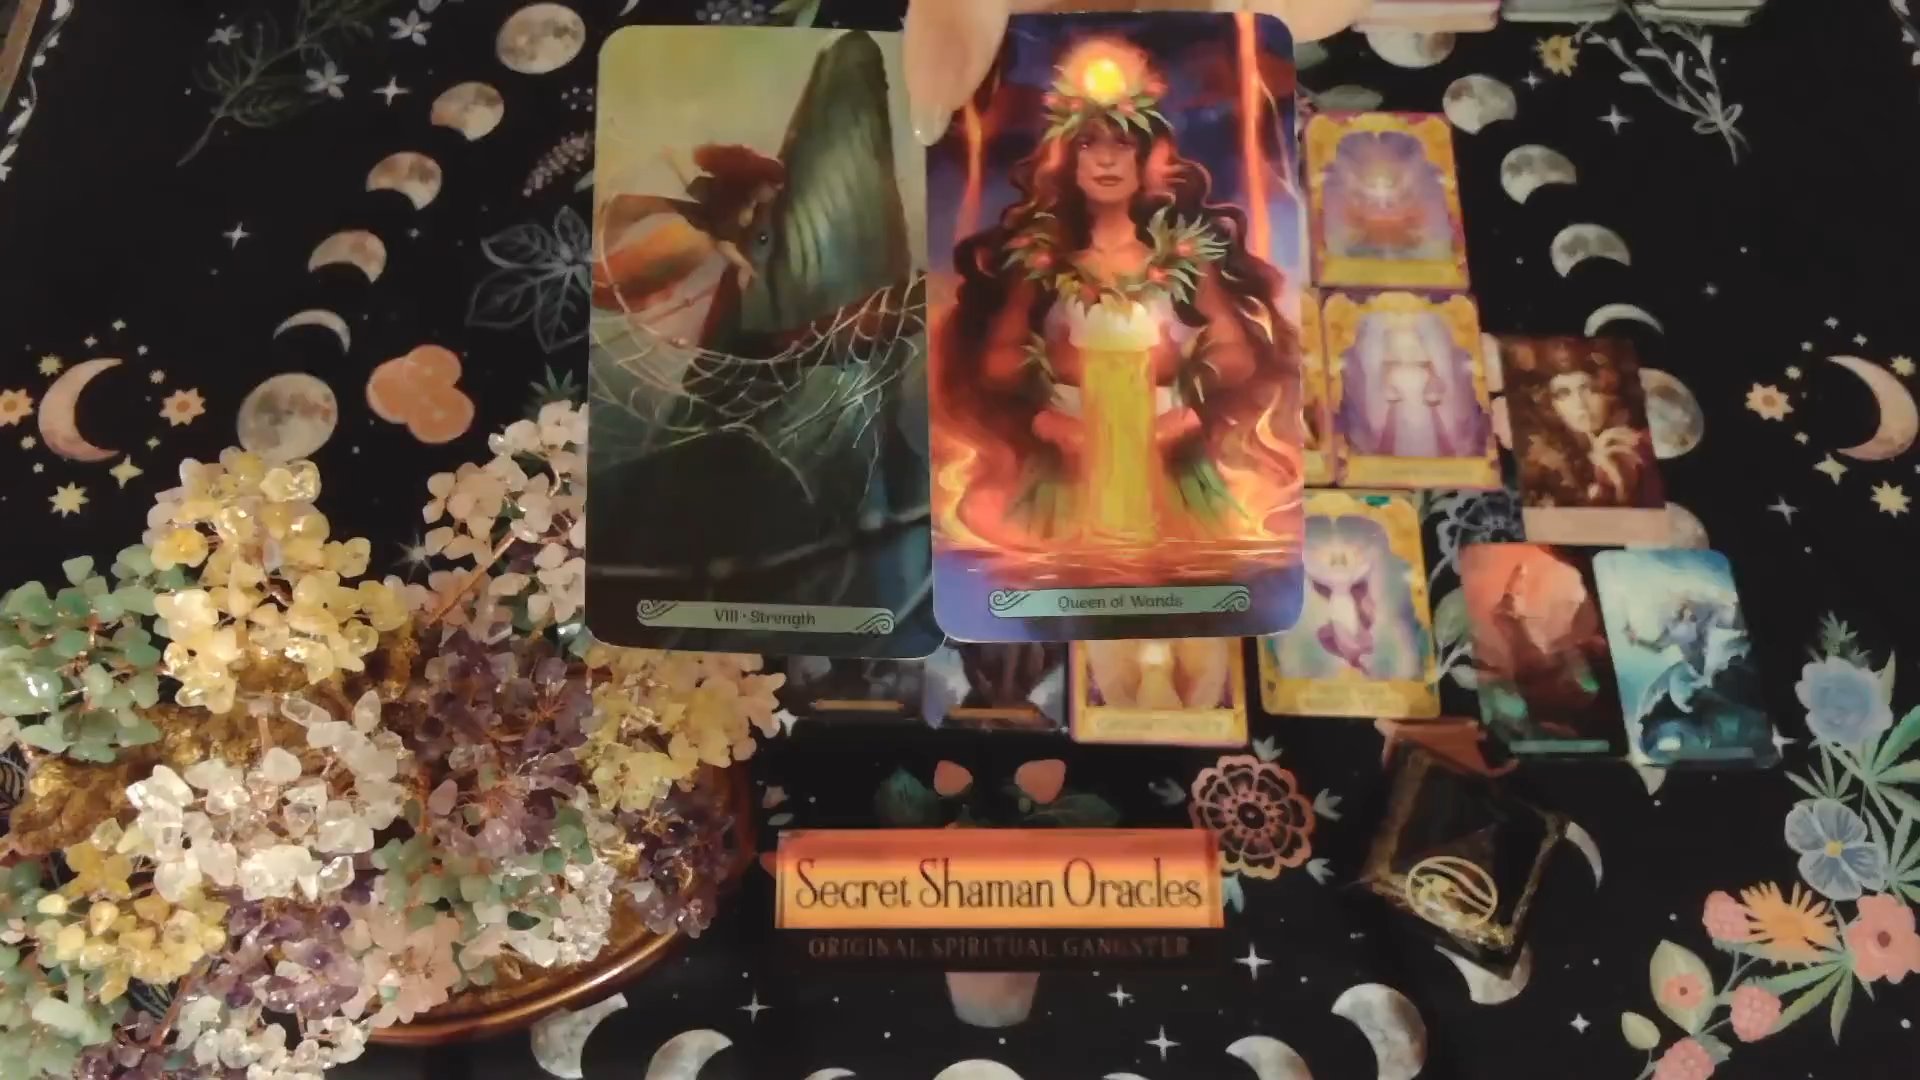 VIII • Strength
Queen of Wands
Secret Shaman Oracles
ORIGINAL SPIRITUAL GANGSTER